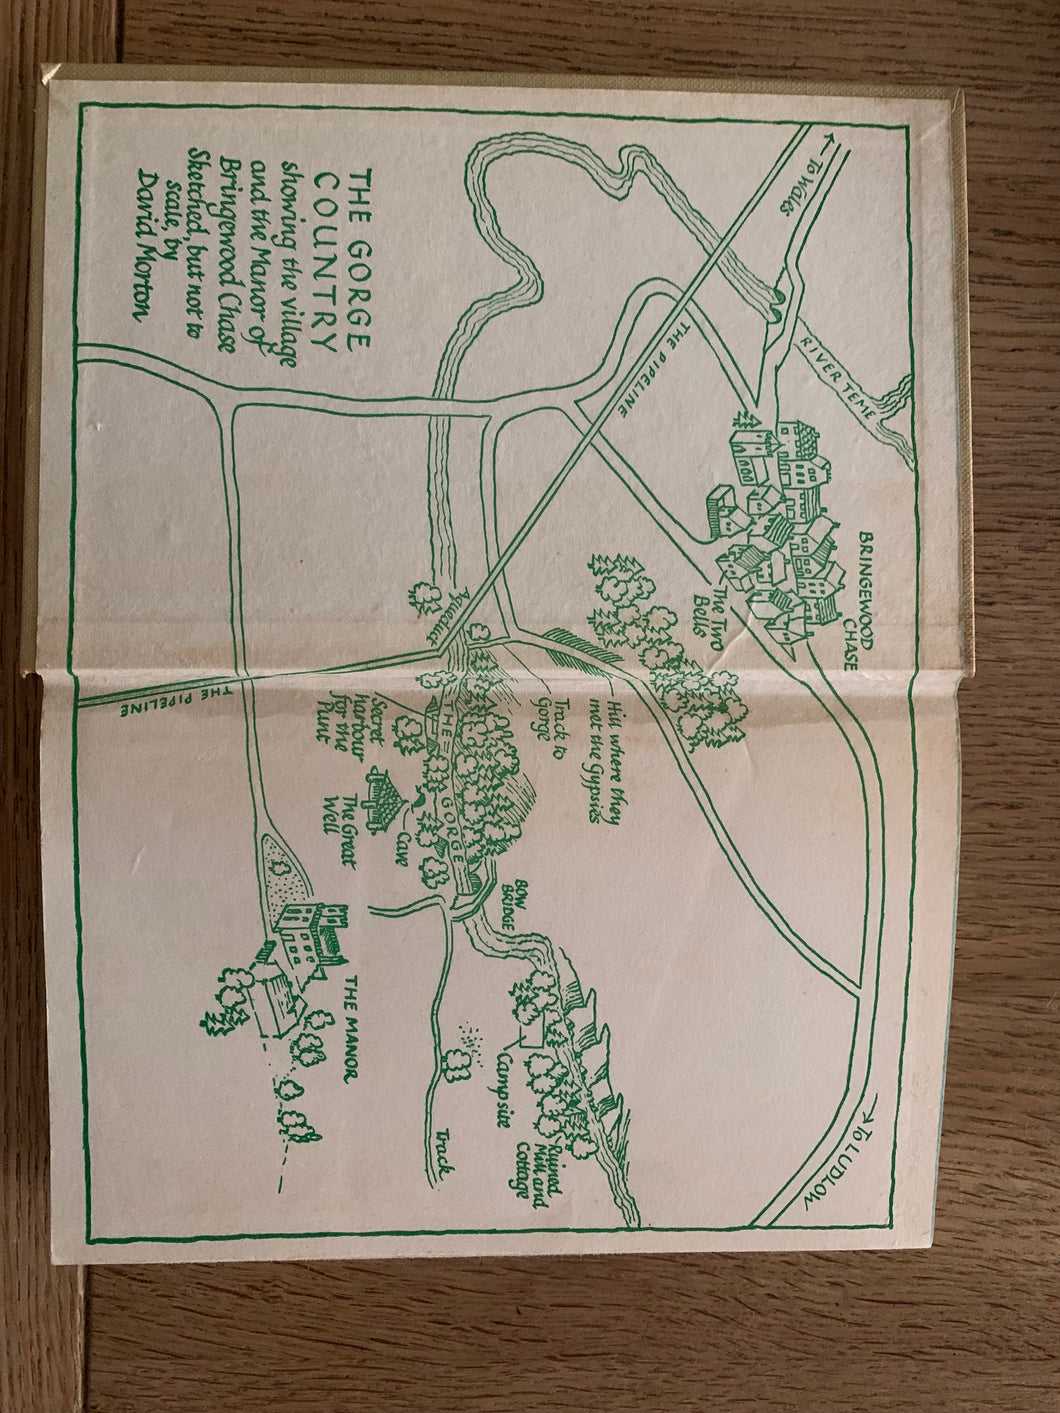 THE GORGE
COUNTRY
showing the village
and the Manor of
Bringewood Chase
Sketched, but not to
scale, by
David Morton
To Wales
RIVER TEME
THE PIPELINE
BRINGEWOOD
CHASE
The Two
Bells
Aqueduct
Hill where they
met the Gypsies
Track to
Gorge
THE GORGE
Secret
harbour
for the
Punt
THE PIPELINE
Cave
The Great
Well
BOW
BRIDGE
THE MANOR
Campsite
Ruined
Mill and
Cottage
Track
To LUDLOW